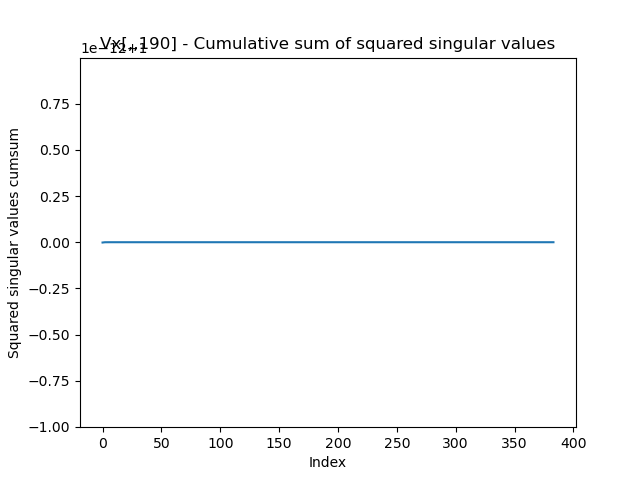 Vx[,,190] - Cumulative sum of squared singular values
1e−12+1
0.75
0.50
0.25
0.00
−0.25
−0.50
−0.75
−1.00
Squared singular values cumsum
0 50 100 150 200 250 300 350 400
Index